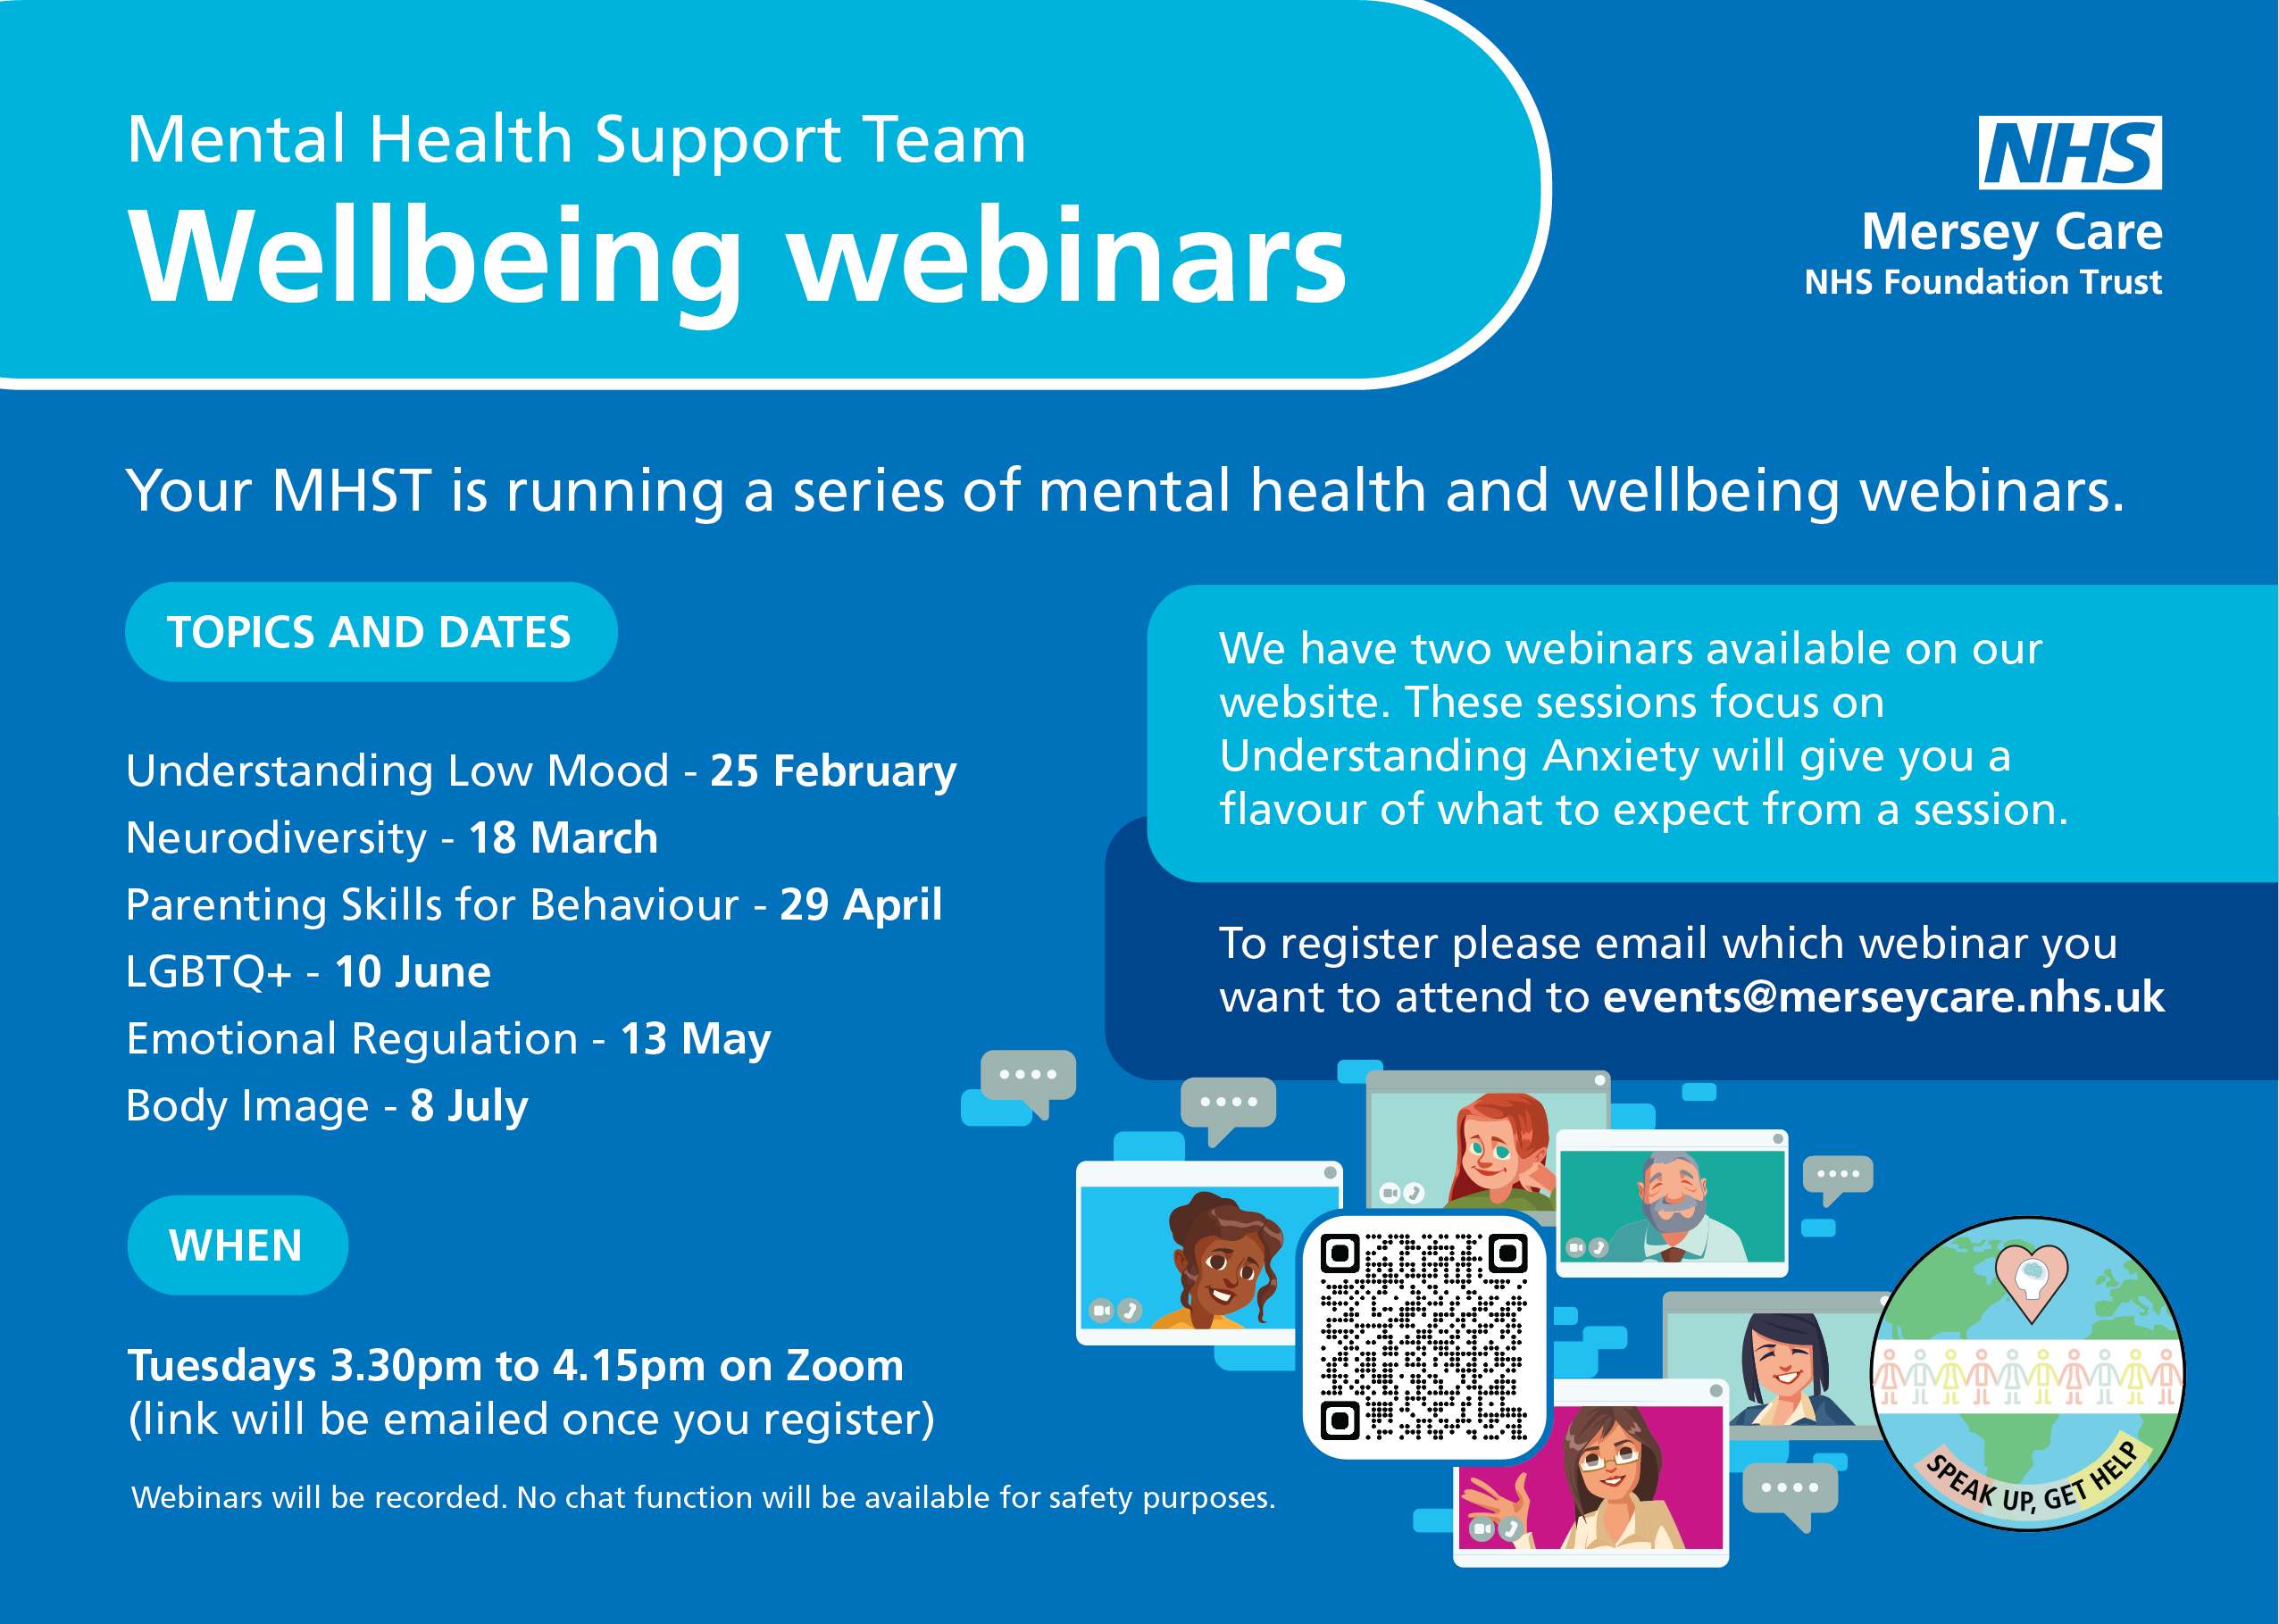 Mental Health Support Team
Wellbeing webinars
NHS
Mersey Care
NHS Foundation Trust
Your MHST is running a series of mental health and wellbeing webinars.
TOPICS AND DATES
Understanding Low Mood - 25 February
Neurodiversity - 18 March
Parenting Skills for Behaviour - 29 April
LGBTQ+ - 10 June
Emotional Regulation - 13 May
Body Image - 8 July
We have two webinars available on our
website. These sessions focus on
Understanding Anxiety will give you a
flavour of what to expect from a session.
To register please email which webinar you
want to attend to events@merseycare.nhs.uk
WHEN
Tuesdays 3.30pm to 4.15pm on Zoom
(link will be emailed once you register)
Webinars will be recorded. No chat function will be available for safety purposes.
SPEAK UP, GET HELP